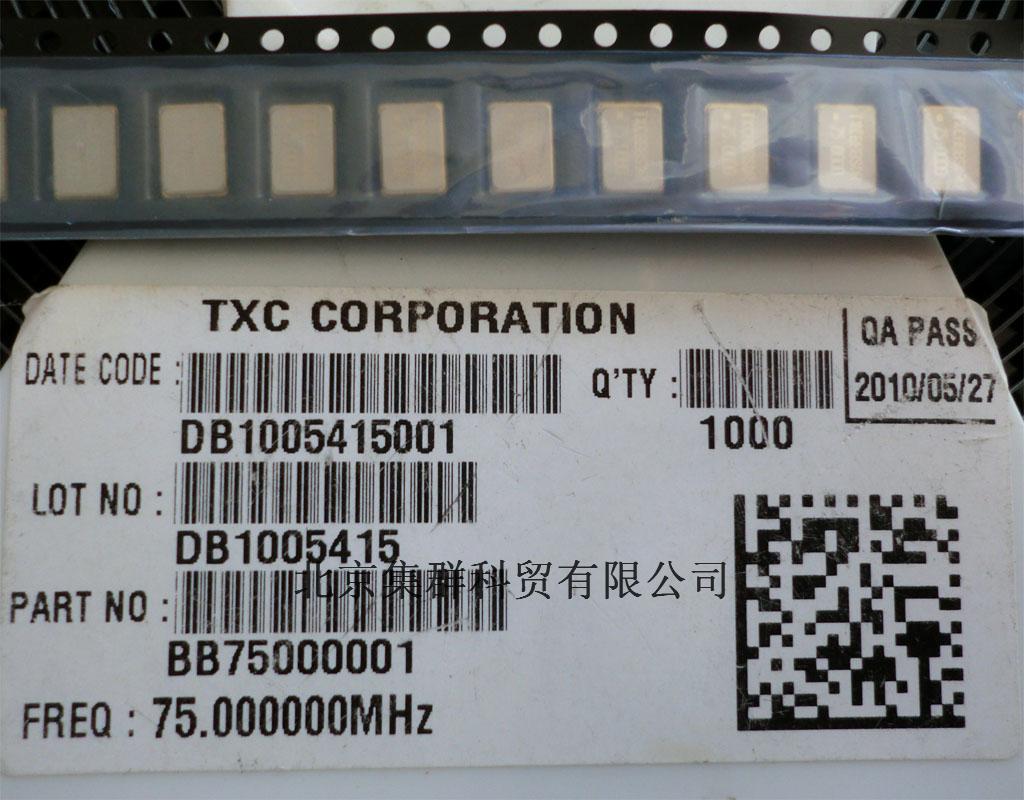 TXC CORPORATION
QA PASS
2010/05/27
DATE CODE :
DB1005415001
Q'TY :
1000
LOT NO :
DB1005415
北京集群科贸有限公司
PART NO :
BB75000001
FREQ : 75.000000MHz